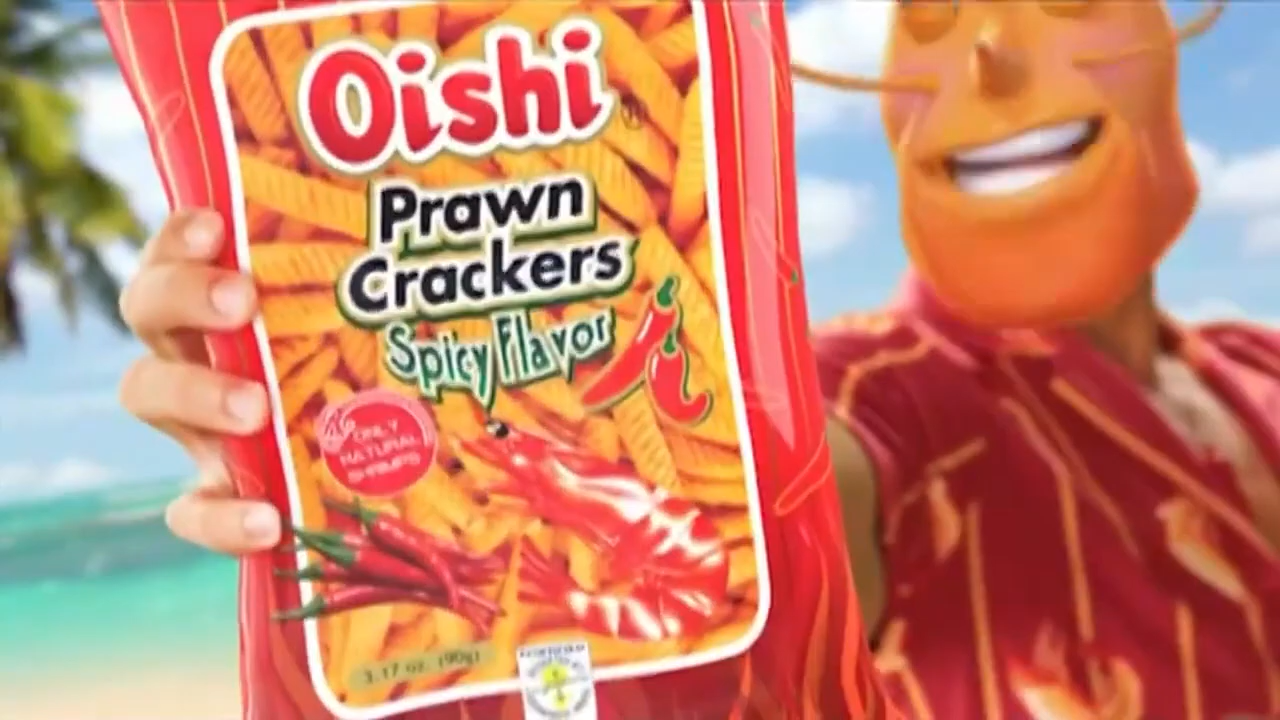 Oishi
Prawn
Crackers
Spicy Flavor
ONLY
NATURAL
SHRIMPS
3.17 oz. (90g)